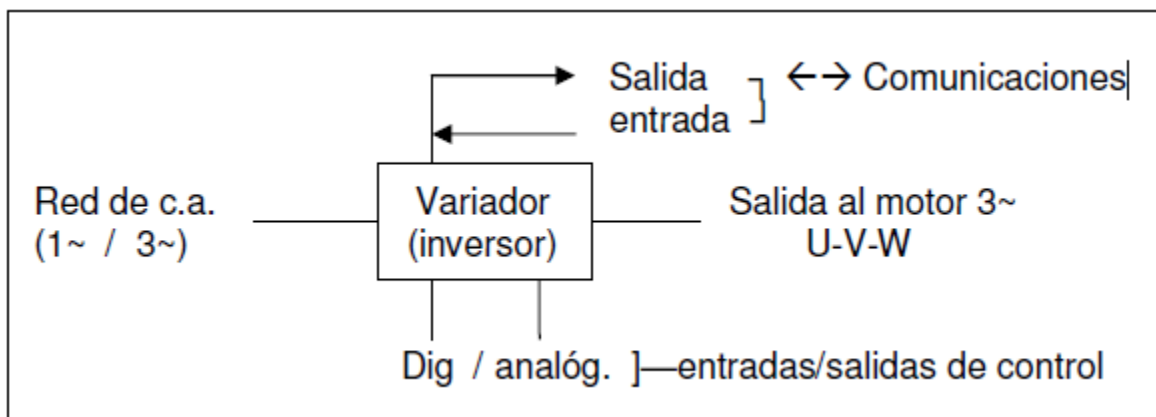 Salida ←→ Comunicaciones
entrada
Red de c.a.
(1~ / 3~)
Variador
(inversor)
Salida al motor 3~
U-V-W
Dig / analóg. ]—entradas/salidas de control